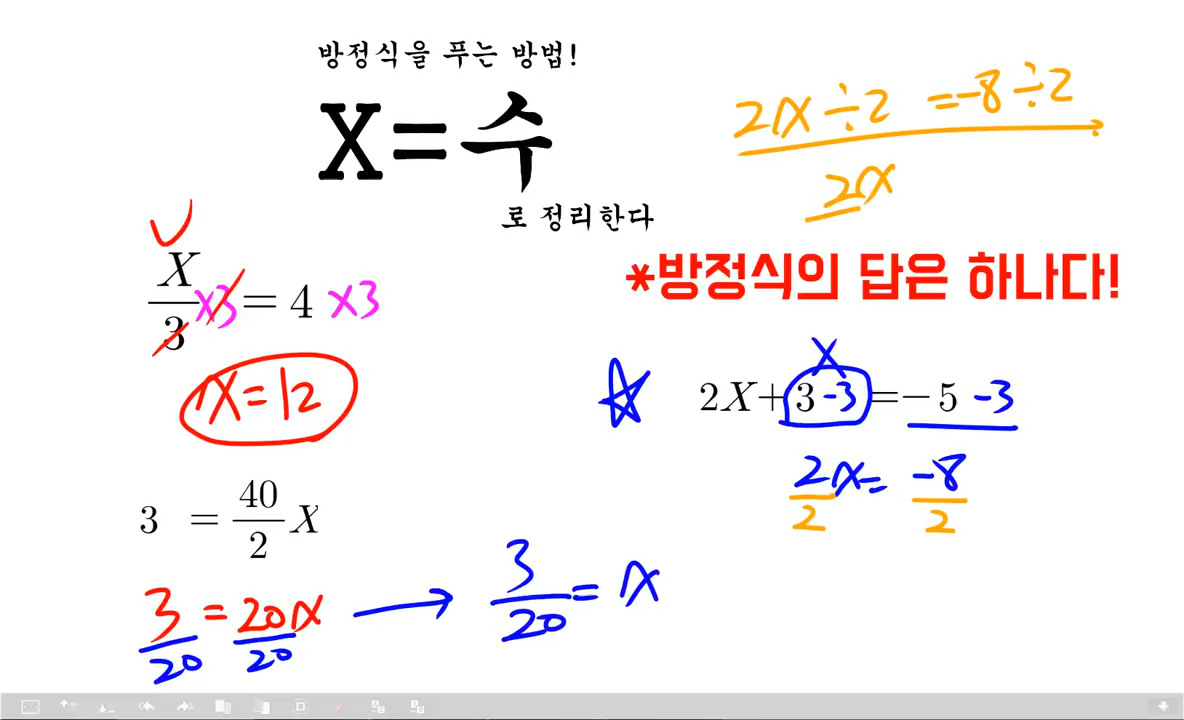 방정식을 푸는 방법!
X=수
로 정리한다
2x÷2 =-8÷2
2x
*방정식의 답은 하나다!
X/3 ×3 = 4 ×3
x=12
2X+3-3=-5-3
2x=-8
2 2
3 = 40/2 X
3/20 = 20x/20 → 3/20 = x